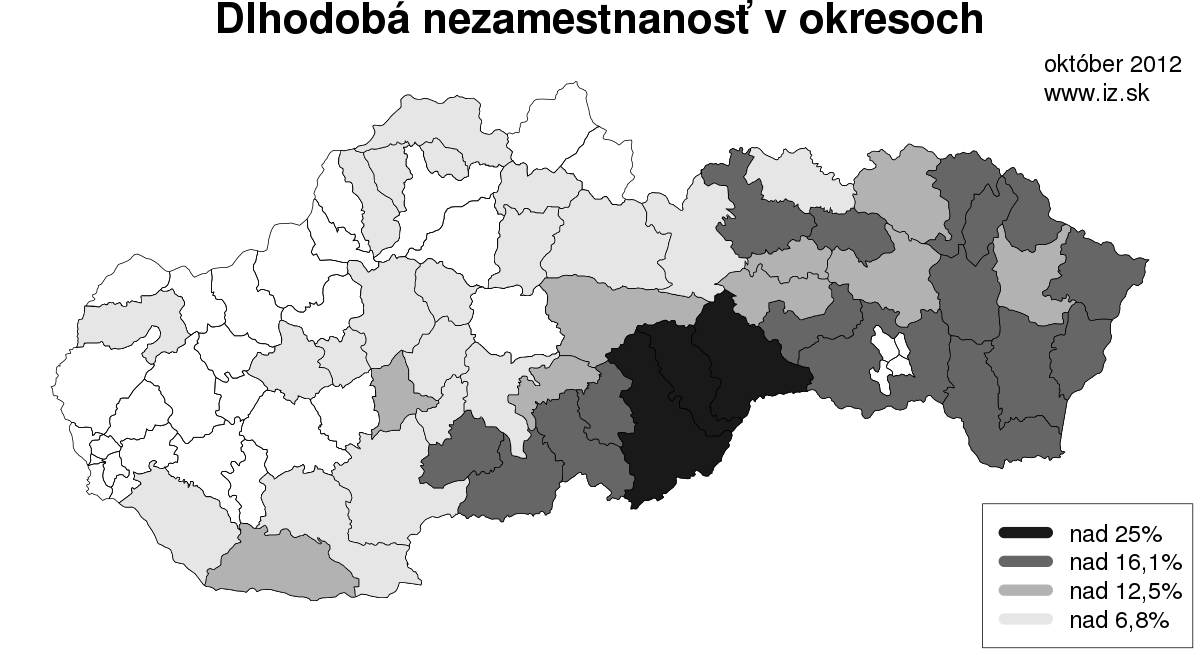 Dlhodobá nezamestnanosť v okresoch
október 2012
www.iz.sk
nad 25%
nad 16,1%
nad 12,5%
nad 6,8%